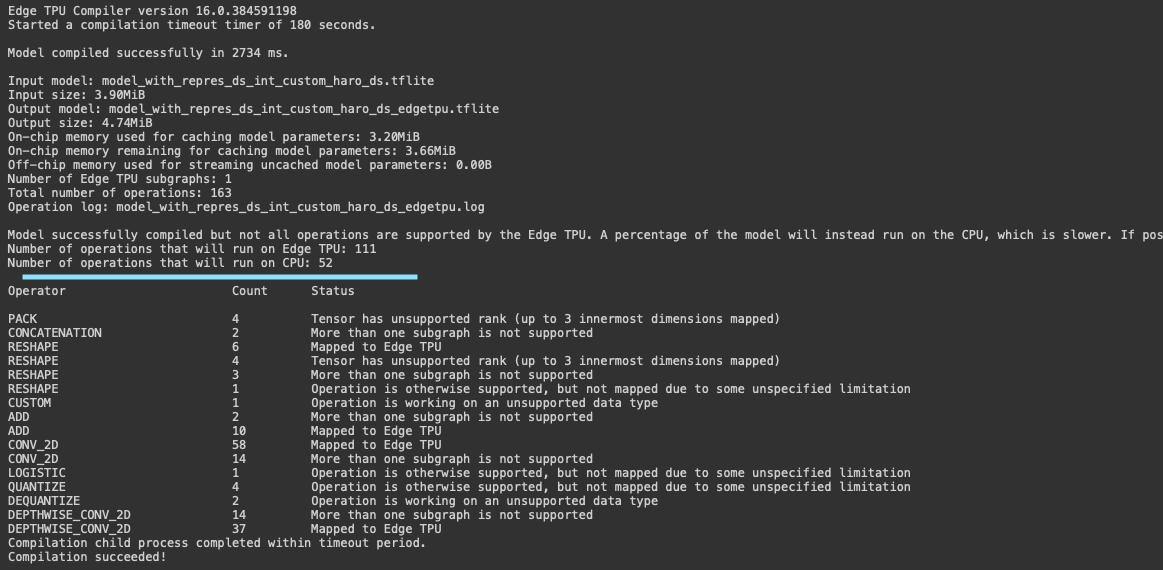 Edge TPU Compiler version 16.0.384591198
Started a compilation timeout timer of 180 seconds.
Model compiled successfully in 2734 ms.
Input model: model_with_repres_ds_int_custom_haro_ds.tflite
Input size: 3.90MiB
Output model: model_with_repres_ds_int_custom_haro_ds_edgetpu.tflite
Output size: 4.74MiB
On-chip memory used for caching model parameters: 3.20MiB
On-chip memory remaining for caching model parameters: 3.66MiB
Off-chip memory used for streaming uncached model parameters: 0.00B
Number of Edge TPU subgraphs: 1
Total number of operations: 163
Operation log: model_with_repres_ds_int_custom_haro_ds_edgetpu.log
Model successfully compiled but not all operations are supported by the Edge TPU. A percentage of the model will instead run on the CPU, which is slower. If pos
Number of operations that will run on Edge TPU: 111
Number of operations that will run on CPU: 52
Operator Count Status
PACK 4 Tensor has unsupported rank (up to 3 innermost dimensions mapped)
CONCATENATION 2 More than one subgraph is not supported
RESHAPE 6 Mapped to Edge TPU
RESHAPE 4 Tensor has unsupported rank (up to 3 innermost dimensions mapped)
RESHAPE 3 More than one subgraph is not supported
RESHAPE 1 Operation is otherwise supported, but not mapped due to some unspecified limitation
CUSTOM 1 Operation is working on an unsupported data type
ADD 2 More than one subgraph is not supported
ADD 10 Mapped to Edge TPU
CONV_2D 58 Mapped to Edge TPU
CONV_2D 14 More than one subgraph is not supported
LOGISTIC 1 Operation is otherwise supported, but not mapped due to some unspecified limitation
QUANTIZE 4 Operation is otherwise supported, but not mapped due to some unspecified limitation
DEQUANTIZE 2 Operation is working on an unsupported data type
DEPTHWISE_CONV_2D 14 More than one subgraph is not supported
DEPTHWISE_CONV_2D 37 Mapped to Edge TPU
Compilation child process completed within timeout period.
Compilation succeeded!